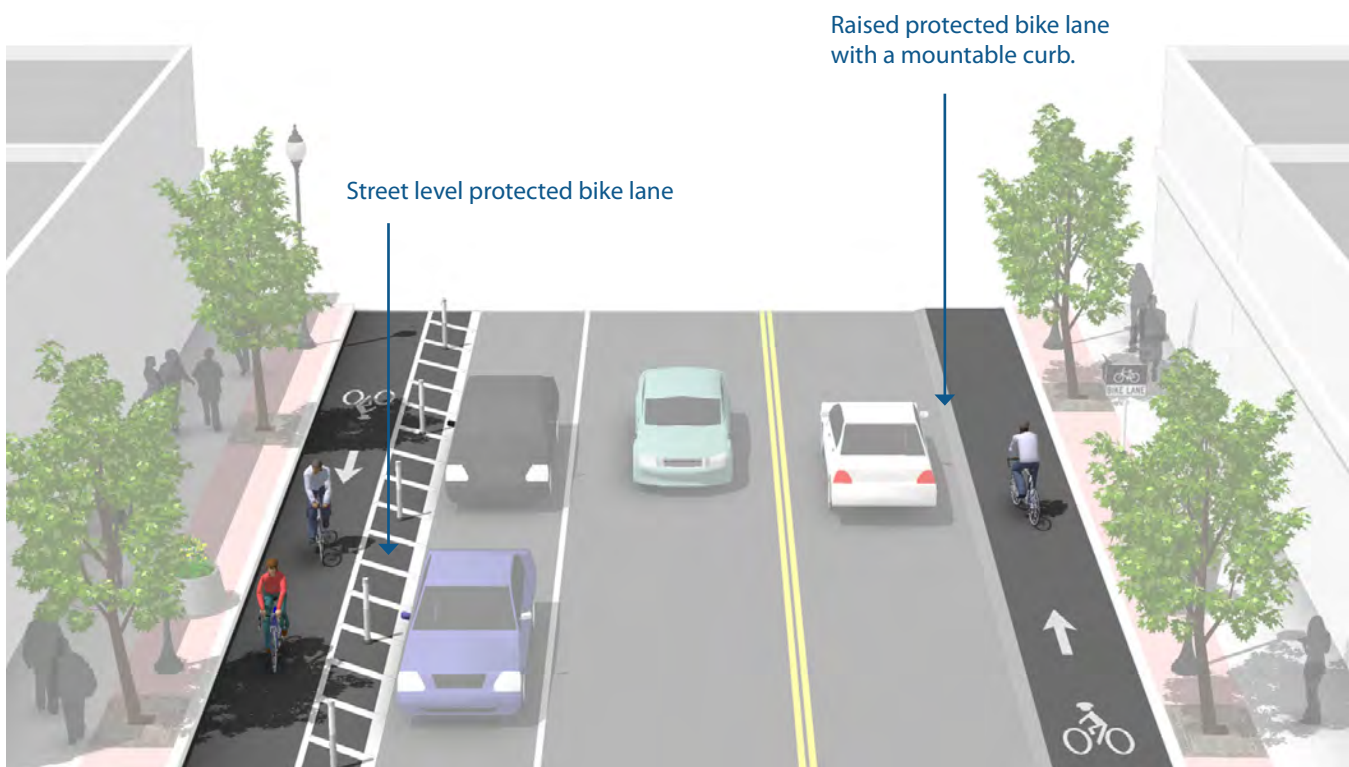 Raised protected bike lane
with a mountable curb.
Street level protected bike lane
BIKE LANE